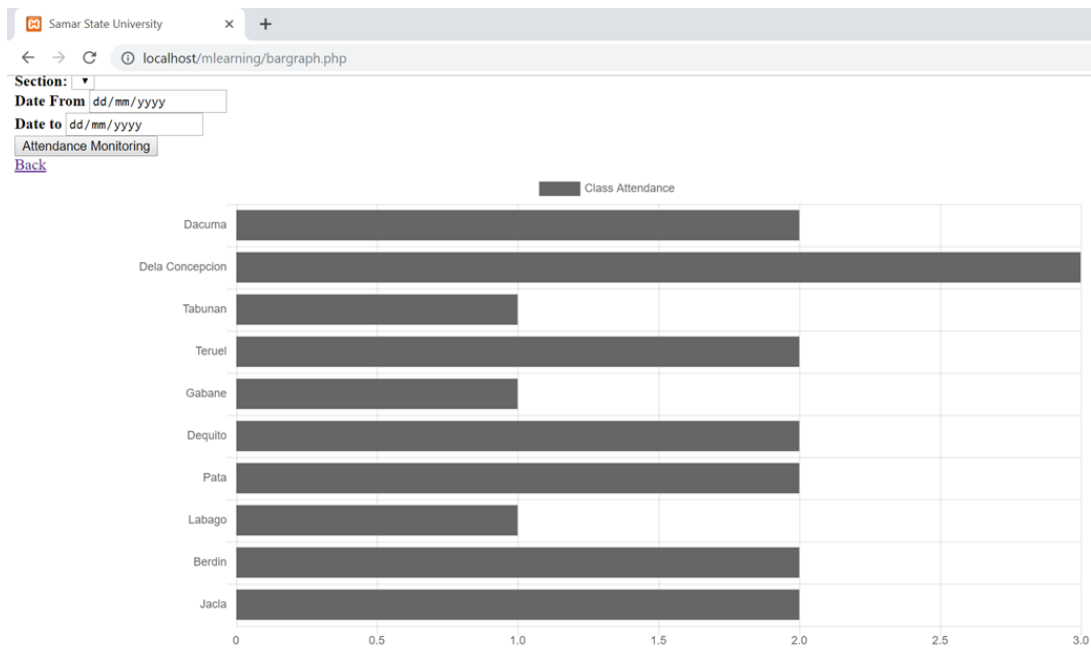 Samar State University
localhost/mlearning/bargraph.php
Section:
Date From dd/mm/yyyy
Date to dd/mm/yyyy
Attendance Monitoring
Back
Class Attendance
Dacuma
Dela Concepcion
Tabunan
Teruel
Gabane
Dequito
Pata
Labago
Berdin
Jacla
0 0.5 1.0 1.5 2.0 2.5 3.0